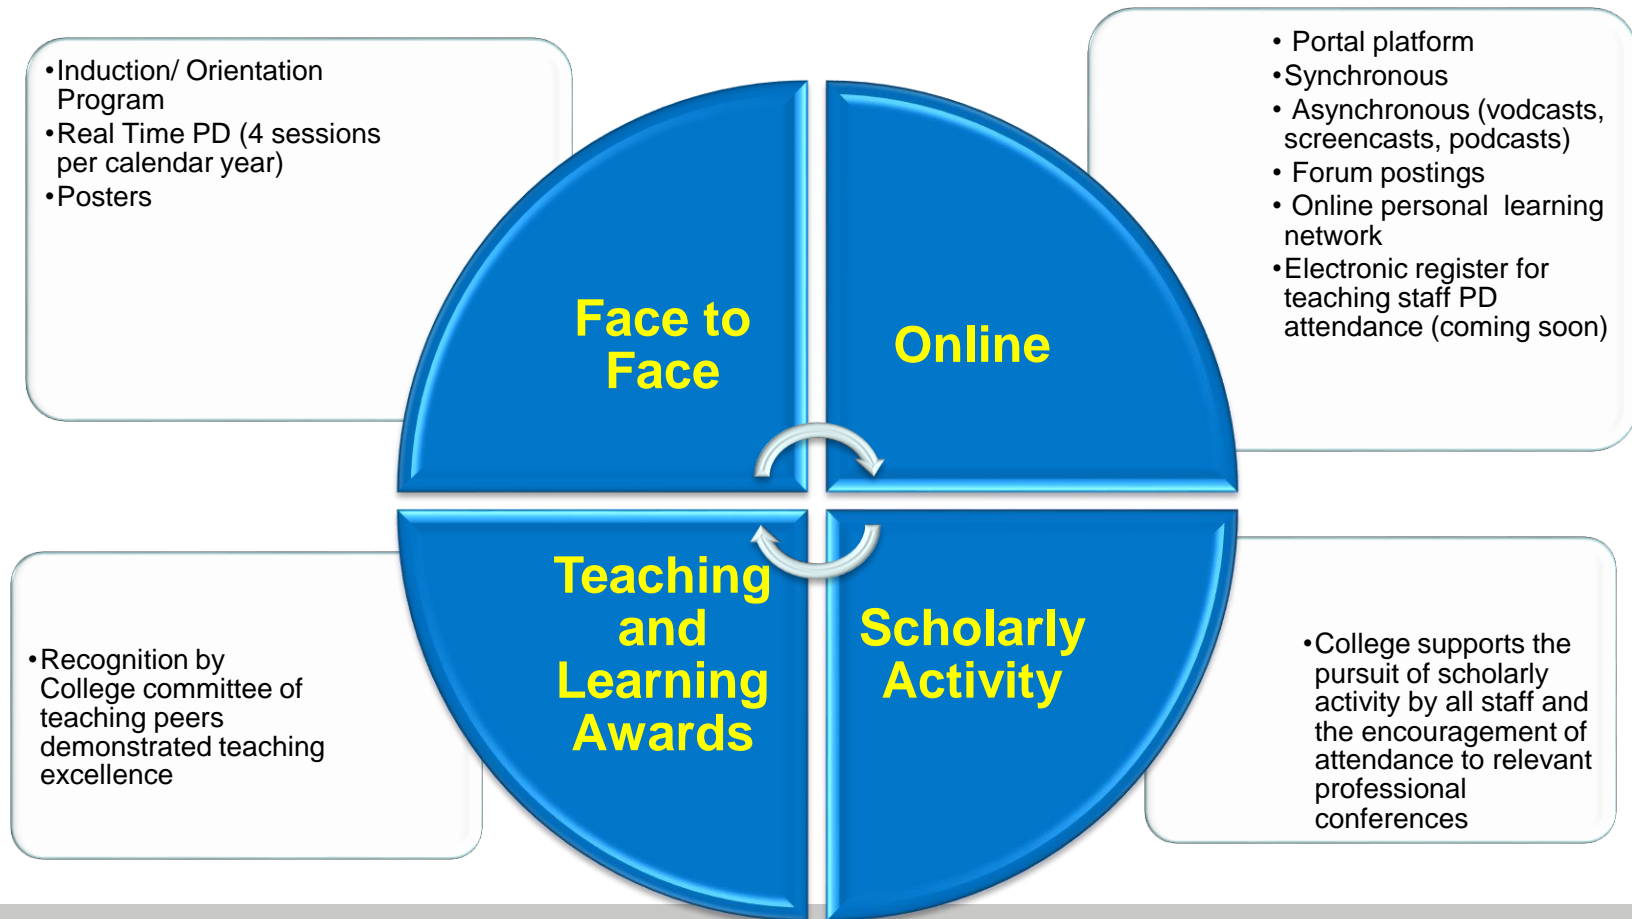 •Induction/ Orientation
Program
•Real Time PD (4 sessions
per calendar year)
•Posters
• Portal platform
•Synchronous
• Asynchronous (vodcasts,
screencasts, podcasts)
• Forum postings
• Online personal learning
network
•Electronic register for
teaching staff PD
attendance (coming soon)
Face to
Face
Online
Teaching
and
Learning
Awards
Scholarly
Activity
•Recognition by
College committee of
teaching peers
demonstrated teaching
excellence
•College supports the
pursuit of scholarly
activity by all staff and
the encouragement of
attendance to relevant
professional
conferences